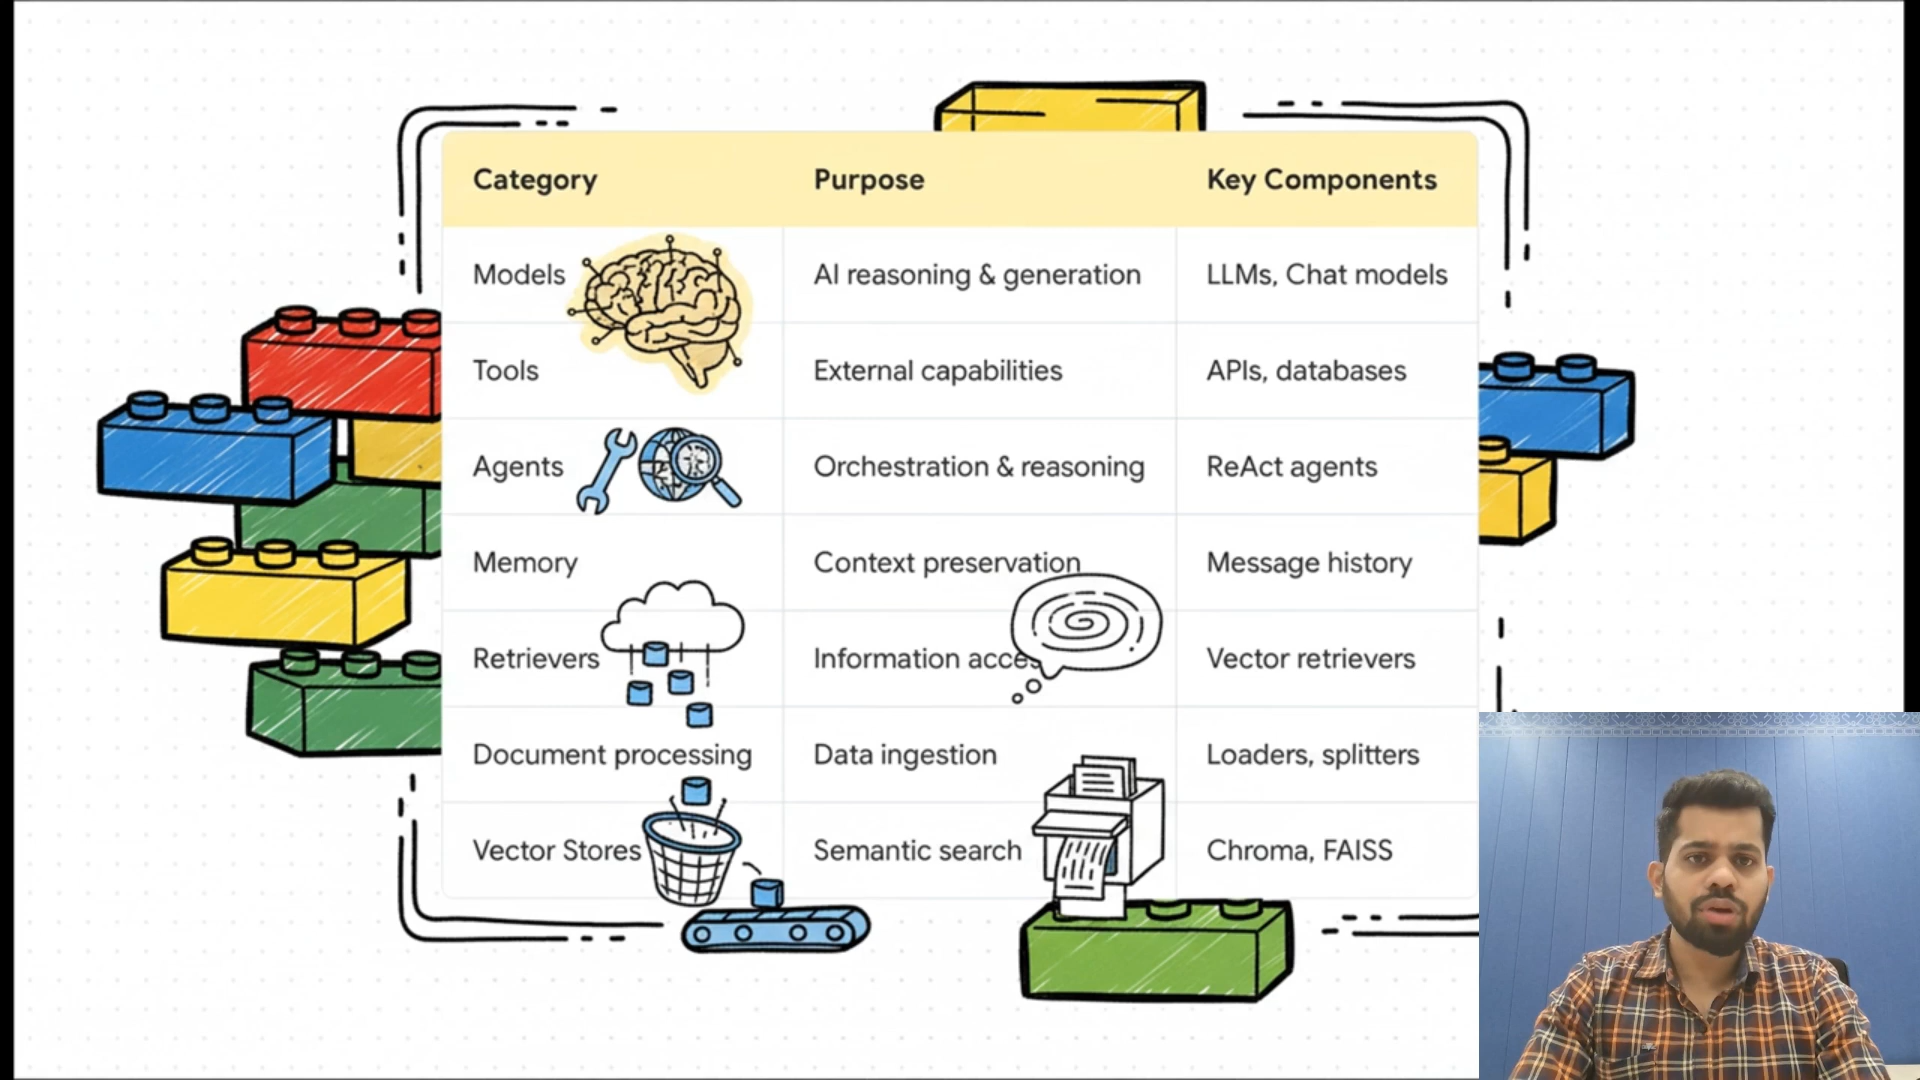 Category Purpose Key Components
Models AI reasoning & generation LLMs, Chat models
Tools External capabilities APIs, databases
Agents Orchestration & reasoning ReAct agents
Memory Context preservation Message history
Retrievers Information acces Vector retrievers
Document processing Data ingestion Loaders, splitters
Vector Stores Semantic search Chroma, FAISS